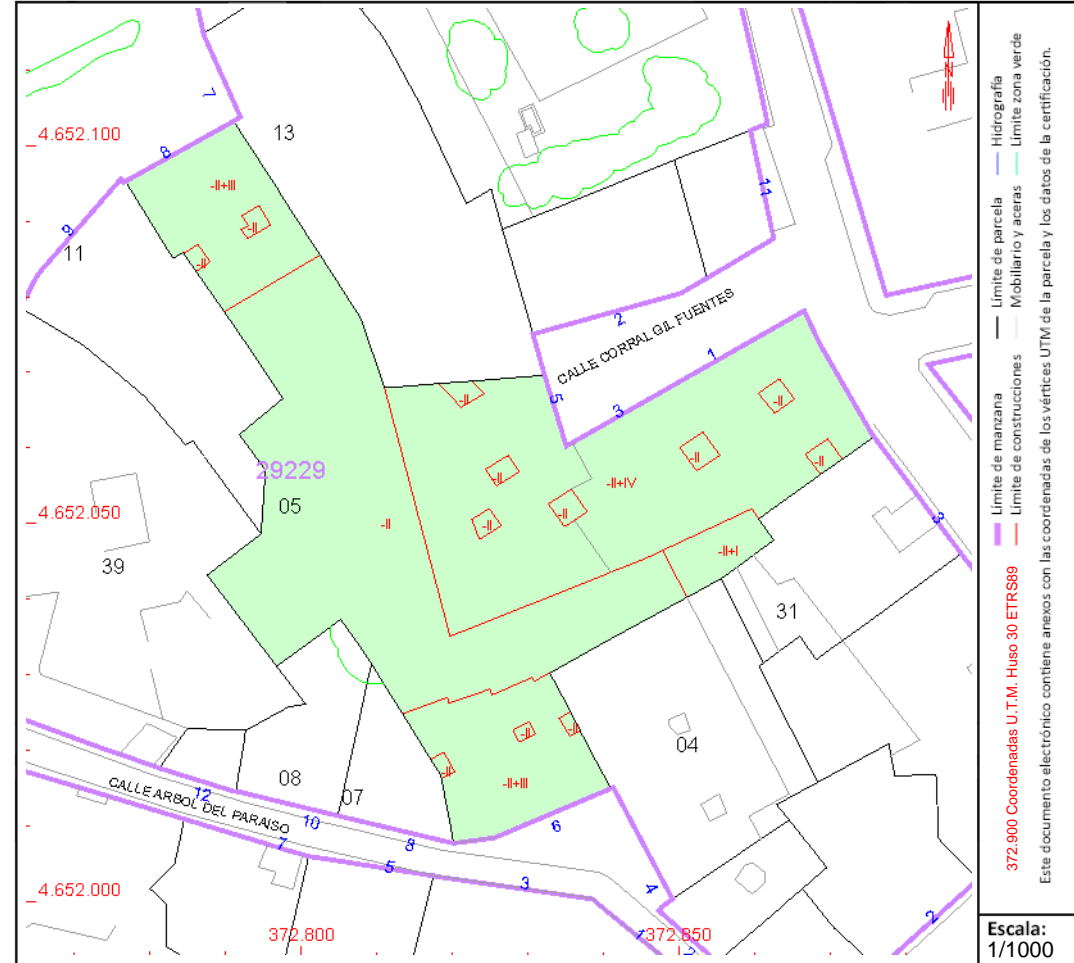 13
7
4.652.100
8
-II+III
-II
11
9
-II
11
2
CALLE CORRAL GIL FUENTES
1
5
3
-II
-II
-II
29229
05
-II
-II
-II+IV
-II
-II
4.652.050
3
-II+I
39
31
-II
-II
-II
-II+III
04
08
07
12
CALLE ARBOL DEL PARAISO
10
8
6
7
5
3
4
4.652.000
372.800
372.850
1
2
2
N
Hidrografía
Límite zona verde
Límite de parcela
Mobiliario y aceras
Límite de manzana
Límite de construcciones
372.900 Coordenadas U.T.M. Huso 30 ETRS89
Este documento electrónico contiene anexos con las coordenadas de los vértices UTM de la parcela y los datos de la certificación.
Escala:
1/1000